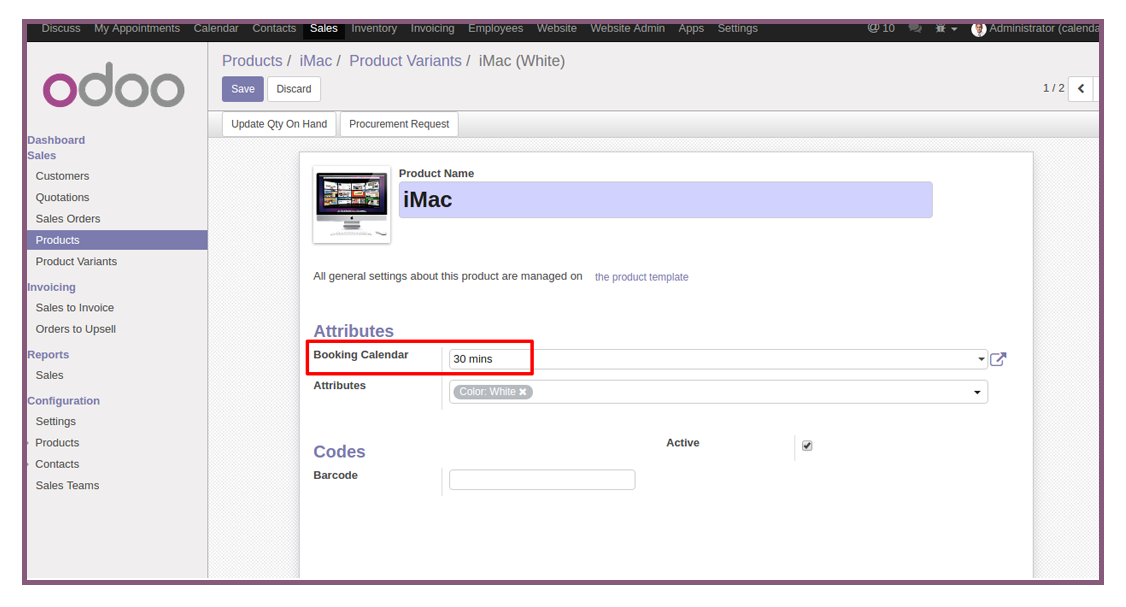 Discuss My Appointments Calendar Contacts Sales Inventory Invoicing Employees Website Website Admin Apps Settings @ 10 Administrator (calenda
odoo
Products / iMac / Product Variants / iMac (White)
Save Discard 1 / 2
Update Qty On Hand Procurement Request
Dashboard
Sales
Customers
Quotations
Sales Orders
Products
Product Variants
Invoicing
Sales to Invoice
Orders to Upsell
Reports
Sales
Configuration
Settings
Products
Contacts
Sales Teams
Product Name
iMac
All general settings about this product are managed on the product template
Attributes
Booking Calendar 30 mins
Attributes Color: White ✖
Codes
Active
Barcode